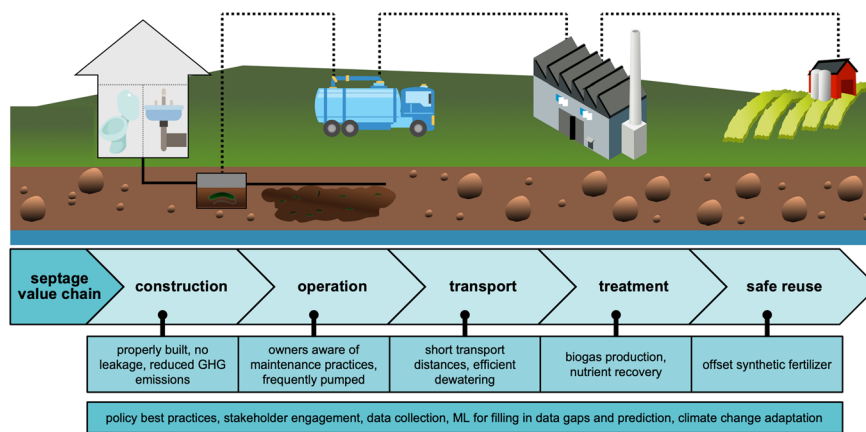 septage
value chain
construction
operation
transport
treatment
safe reuse
properly built, no
leakage, reduced GHG
emissions
owners aware of
maintenance practices,
frequently pumped
short transport
distances, efficient
dewatering
biogas production,
nutrient recovery
offset synthetic fertilizer
policy best practices, stakeholder engagement, data collection, ML for filling in data gaps and prediction, climate change adaptation